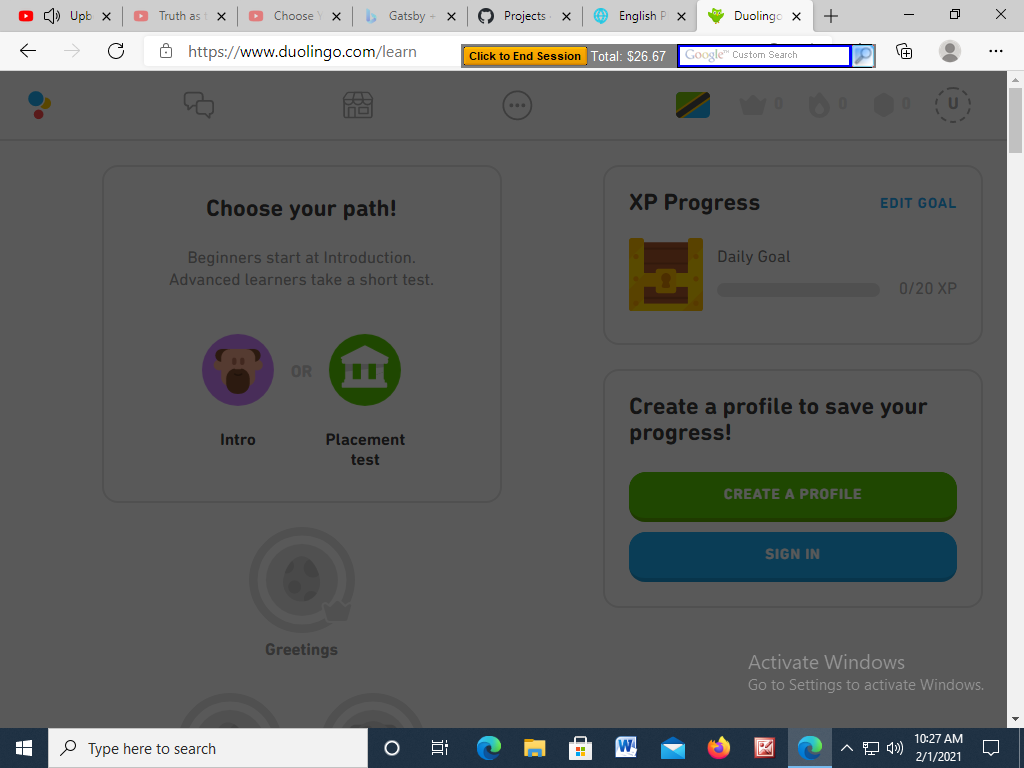 Upb
Truth as t
Choose Y
Gatsby +
Projects -
English P
Duolingo
https://www.duolingo.com/learn
Click to End Session
Total: $26.67
Google™ Custom Search
0
0
0
U
Choose your path!
Beginners start at Introduction.
Advanced learners take a short test.
OR
Intro
Placement
test
Greetings
XP Progress
EDIT GOAL
Daily Goal
0/20 XP
Create a profile to save your
progress!
CREATE A PROFILE
SIGN IN
Activate Windows
Go to Settings to activate Windows.
Type here to search
10:27 AM
2/1/2021